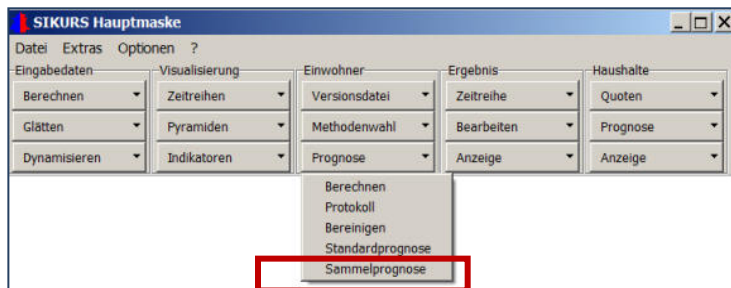 SIKURS Hauptmaske
Datei Extras Optionen ?
Eingabedaten Visualisierung Einwohner Ergebnis Haushalte
Berechnen Zeitreihen Versionsdatei Zeitreihe Quoten
Glätten Pyramiden Methodenwahl Bearbeiten Prognose
Dynamisieren Indikatoren Prognose Anzeige Anzeige
Berechnen
Protokoll
Bereinigen
Standardprognose
Sammelprognose